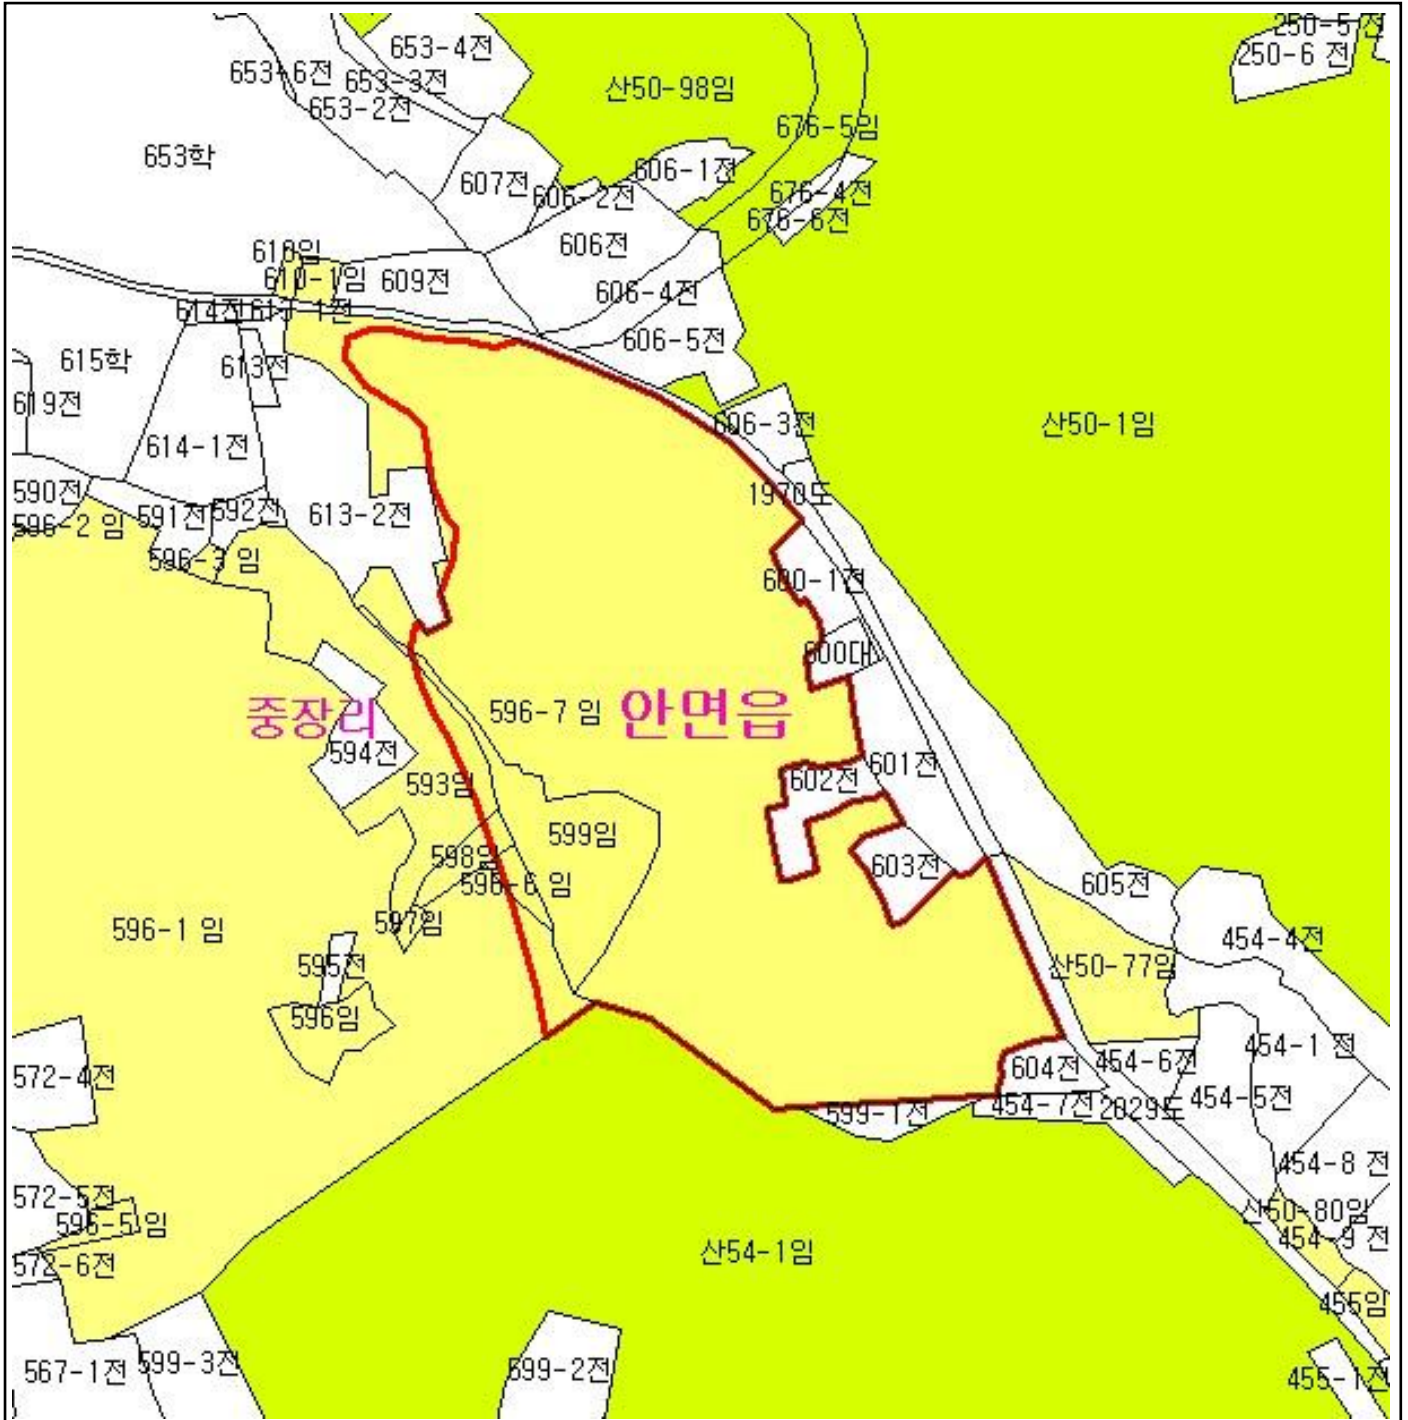 250-5 전
653-4전
250-6 전
653-6전
653-3전
산50-98임
653-2전
676-5임
653학
606-1전
607전
606-2전
676-4전
676-6전
606전
610임
610-1임
609전
606-4전
614전
613-1전
606-5전
615학
613전
619전
606-3전
산50-1임
614-1전
590전
1970도
591전
592전
613-2전
596-2 임
596-3 임
600-1전
600대
중장리
596-7 임
안면읍
594전
601전
593임
602전
599임
598임
603전
596-6 임
605전
596-1 임
597임
454-4전
595전
산50-77임
596임
454-1 전
572-4전
604전
454-6전
454-7전
2029도
454-5전
599-1전
454-8 전
572-5전
산50-80임
596-5 임
454-9 전
산54-1임
572-6전
455임
567-1전
599-3전
599-2전
455-1전